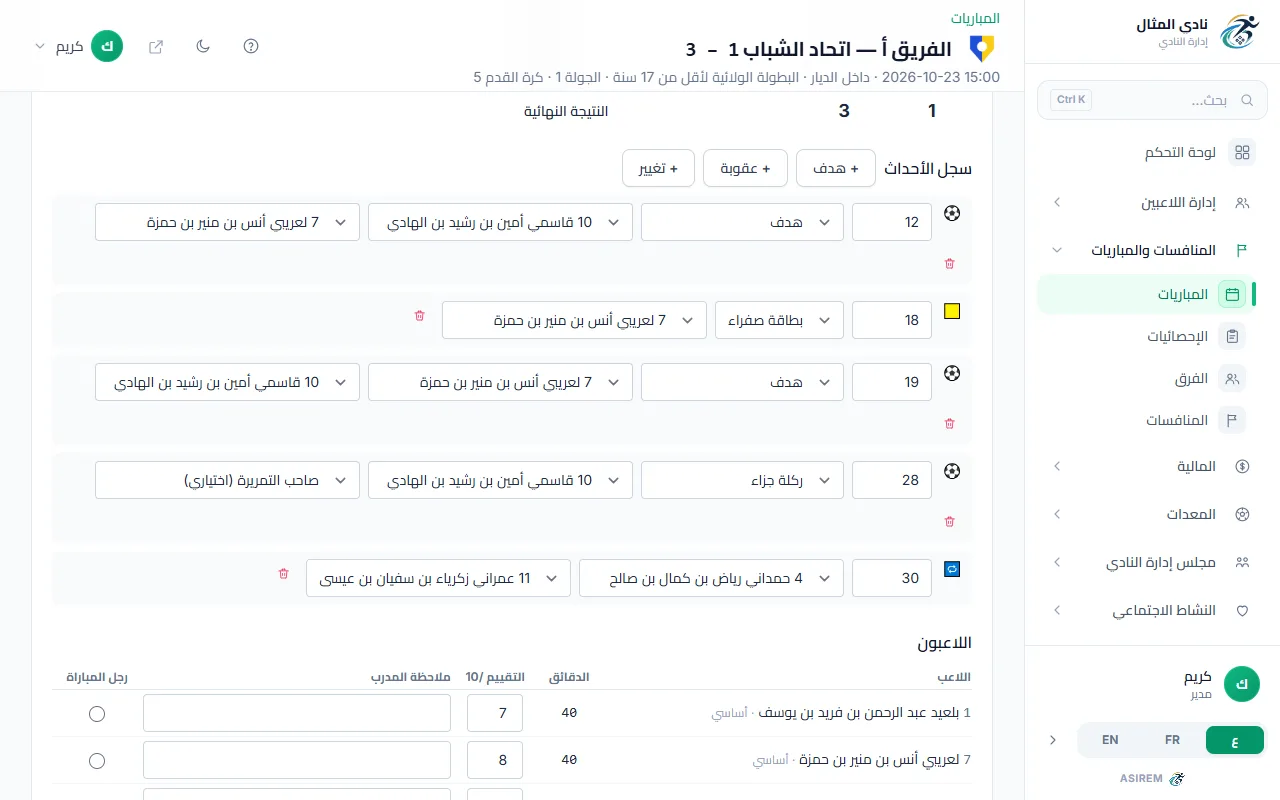 نادي المثال
إدارة النادي
بحث...
Ctrl K
لوحة التحكم
إدارة اللاعبين
المنافسات والمباريات
المباريات
الإحصائيات
الفرق
المنافسات
المالية
المعدات
مجلس إدارة النادي
النشاط الاجتماعي
ك
كريم
مدير
ع
FR
EN
ASIREM
المباريات
الفريق أ — اتحاد الشباب 1 – 3
15:00 2026-10-23 · داخل الديار · البطولة الولائية لأقل من 17 سنة · الجولة 1 · كرة القدم 5
ك
كريم
1 3 النتيجة النهائية
سجل الأحداث
+ هدف
+ عقوبة
+ تغيير
12 هدف 10 قاسمي أمين بن رشيد بن الهادي 7 لعريبي أنس بن منير بن حمزة
18 بطاقة صفراء 7 لعريبي أنس بن منير بن حمزة
19 هدف 7 لعريبي أنس بن منير بن حمزة 10 قاسمي أمين بن رشيد بن الهادي
28 ركلة جزاء 10 قاسمي أمين بن رشيد بن الهادي صاحب التمريرة (اختياري)
30 4 حمداني رياض بن كمال بن صالح 11 عمراني زكرياء بن سفيان بن عيسى
اللاعبون
اللاعب الدقائق التقييم /10 ملاحظة المدرب رجل المباراة
1 بلعيد عبد الرحمن بن فريد بن يوسف · أساسي 40 7
7 لعريبي أنس بن منير بن حمزة · أساسي 40 8